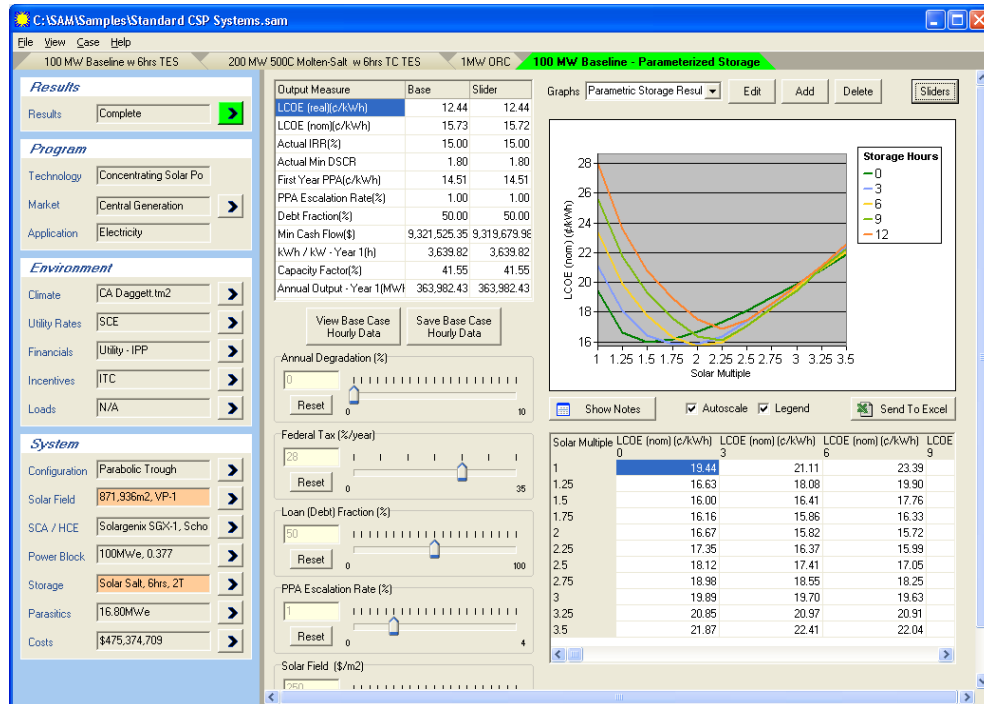 C:\SAM\Samples\Standard CSP Systems.sam
File View Case Help
100 MW Baseline w 6hrs TES 200 MW 500C Molten-Salt w 6hrs TC TES 1MW ORC 100 MW Baseline - Parameterized Storage
Results
Results Complete
Program
Technology Concentrating Solar Po
Market Central Generation
Application Electricity
Environment
Climate CA Daggett.tm2
Utility Rates SCE
Financials Utility - IPP
Incentives ITC
Loads N/A
System
Configuration Parabolic Trough
Solar Field 871,936m2, VP-1
SCA / HCE Solargenix SGX-1, Scho
Power Block 100MWe, 0.377
Storage Solar Salt, 6hrs, 2T
Parasitics 16.80MWe
Costs $475,374,709
Output Measure Base Slider
LCOE (real)(¢/kWh) 12.44 12.44
LCOE (nom)(¢/kWh) 15.73 15.72
Actual IRR(%) 15.00 15.00
Actual Min DSCR 1.80 1.80
First Year PPA(¢/kWh) 14.51 14.51
PPA Escalation Rate(%) 1.00 1.00
Debt Fraction(%) 50.00 50.00
Min Cash Flow($) 9,321,525.35 9,319,679.98
kWh / kW - Year 1(h) 3,639.82 3,639.82
Capacity Factor(%) 41.55 41.55
Annual Output - Year 1(MWH 363,982.43 363,982.43
View Base Case Hourly Data
Save Base Case Hourly Data
Annual Degradation (%)
0
Reset 0 10
Federal Tax (%/year)
28
Reset 0 35
Loan (Debt) Fraction (%)
50
Reset 0 100
PPA Escalation Rate (%)
1
Reset 0 4
Solar Field ($/m2)
250
Graphs Parametric Storage Resul Edit Add Delete Sliders
LCOE (nom) (¢/kWh)
28
26
24
22
20
18
16
1 1.25 1.5 1.75 2 2.25 2.5 2.75 3 3.25 3.5
Solar Multiple
Storage Hours
0
3
6
9
12
Show Notes Autoscale Legend Send To Excel
Solar Multiple LCOE (nom) (¢/kWh) LCOE (nom) (¢/kWh) LCOE (nom) (¢/kWh) LCOE
0 3 6 9
1 19.44 21.11 23.39
1.25 16.63 18.08 19.90
1.5 16.00 16.41 17.76
1.75 16.16 15.86 16.33
2 16.67 15.82 15.72
2.25 17.35 16.37 15.99
2.5 18.12 17.41 17.05
2.75 18.98 18.55 18.25
3 19.89 19.70 19.63
3.25 20.85 20.97 20.91
3.5 21.87 22.41 22.04